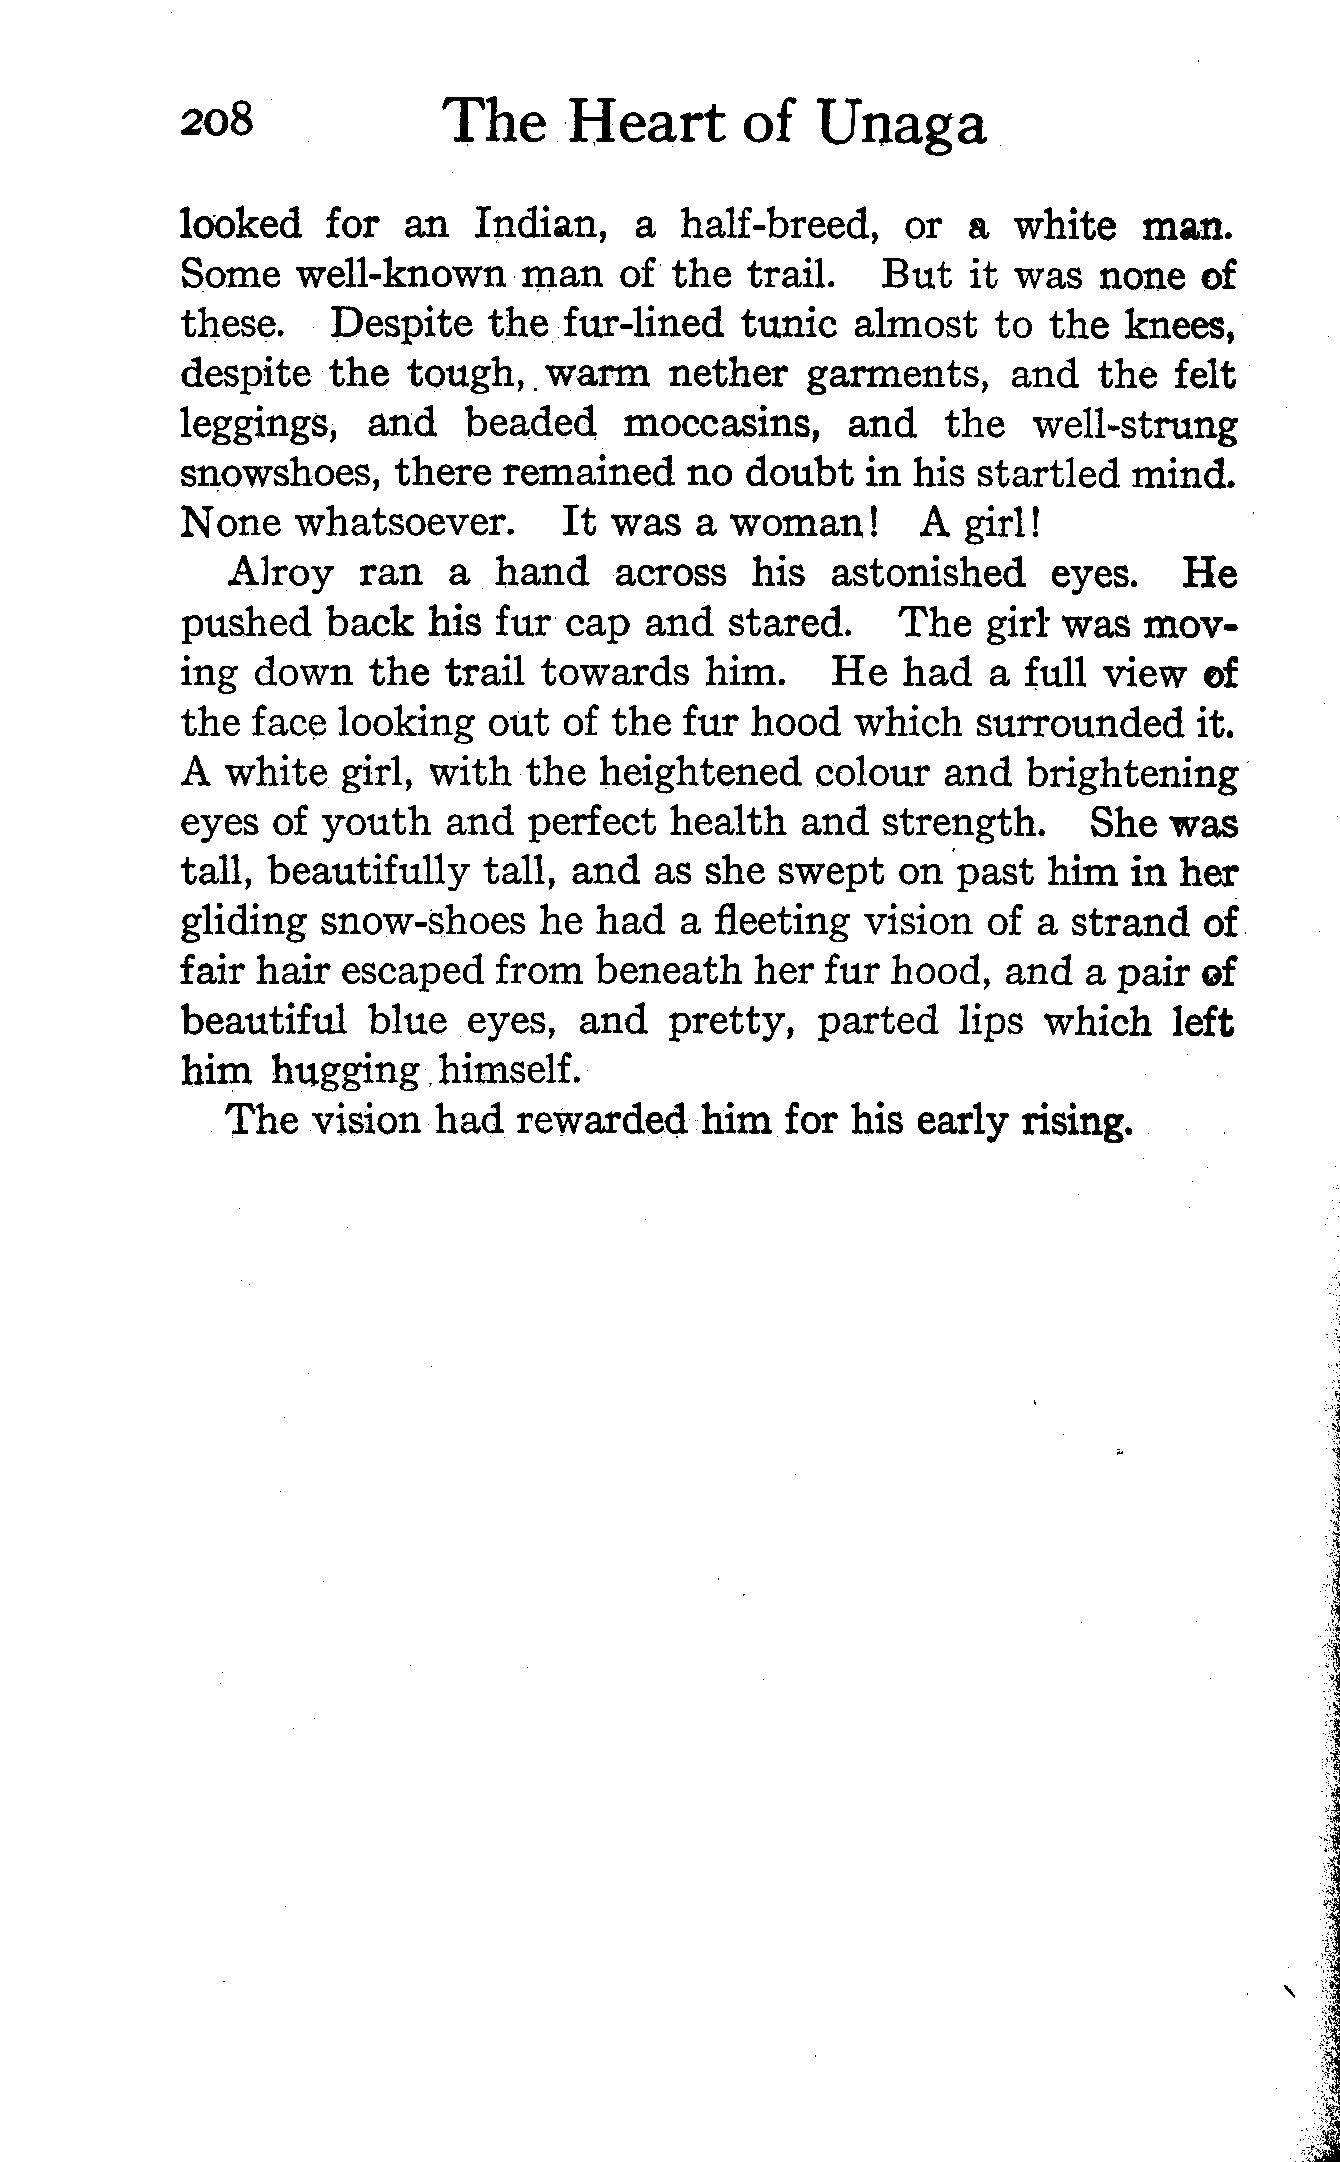 208 The Heart of Unaga
looked for an Indian, a half-breed, or a white man.
Some well-known man of the trail. But it was none of
these. Despite the fur-lined tunic almost to the knees,
despite the tough, warm nether garments, and the felt
leggings, and beaded moccasins, and the well-strung
snowshoes, there remained no doubt in his startled mind.
None whatsoever. It was a woman! A girl!
Alroy ran a hand across his astonished eyes. He
pushed back his fur cap and stared. The girl was mov-
ing down the trail towards him. He had a full view of
the face looking out of the fur hood which surrounded it.
A white girl, with the heightened colour and brightening
eyes of youth and perfect health and strength. She was
tall, beautifully tall, and as she swept on past him in her
gliding snow-shoes he had a fleeting vision of a strand of
fair hair escaped from beneath her fur hood, and a pair of
beautiful blue eyes, and pretty, parted lips which left
him hugging himself.
The vision had rewarded him for his early rising.